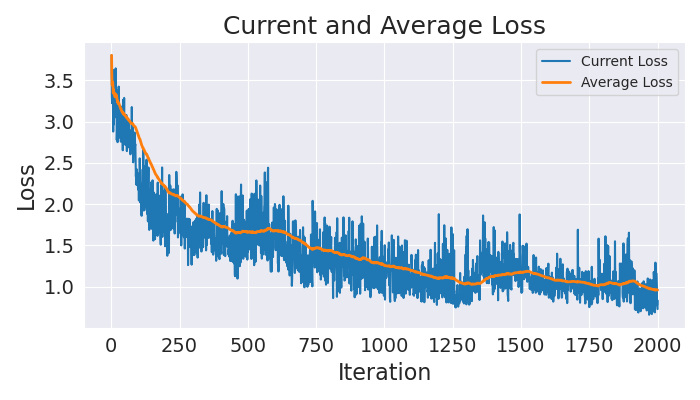 Current and Average Loss
Current Loss
Average Loss
3.5
3.0
2.5
2.0
1.5
1.0
Loss
0 250 500 750 1000 1250 1500 1750 2000
Iteration